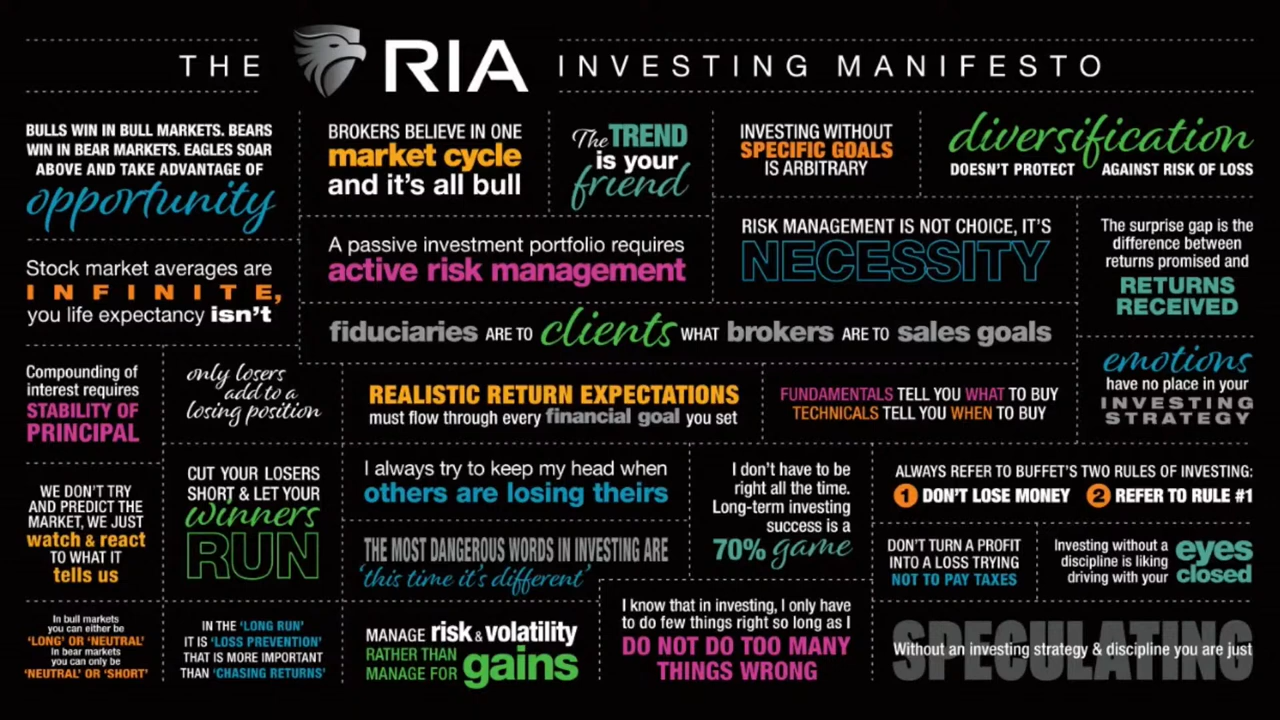 THE RIA INVESTING MANIFESTO
BULLS WIN IN BULL MARKETS. BEARS
WIN IN BEAR MARKETS. EAGLES SOAR
ABOVE AND TAKE ADVANTAGE OF
opportunity
BROKERS BELIEVE IN ONE
market cycle
and it's all bull
The TREND
is your
friend
INVESTING WITHOUT
SPECIFIC GOALS
IS ARBITRARY
diversification
DOESN'T PROTECT AGAINST RISK OF LOSS
Stock market averages are
INFINITE,
you life expectancy isn't
A passive investment portfolio requires
active risk management
RISK MANAGEMENT IS NOT CHOICE, IT'S
NECESSITY
The surprise gap is the
difference between
returns promised and
RETURNS
RECEIVED
fiduciaries ARE TO clients WHAT brokers ARE TO sales goals
Compounding of
interest requires
STABILITY OF
PRINCIPAL
only losers
add to a
losing position
REALISTIC RETURN EXPECTATIONS
must flow through every financial goal you set
FUNDAMENTALS TELL YOU WHAT TO BUY
TECHNICALS TELL YOU WHEN TO BUY
emotions
have no place in your
INVESTING
STRATEGY
WE DON'T TRY
AND PREDICT THE
MARKET, WE JUST
watch & react
TO WHAT IT
tells us
CUT YOUR LOSERS
SHORT & LET YOUR
winners
RUN
I always try to keep my head when
others are losing theirs
I don't have to be
right all the time.
Long-term investing
success is a
70% game
ALWAYS REFER TO BUFFET'S TWO RULES OF INVESTING:
1 DON'T LOSE MONEY 2 REFER TO RULE #1
THE MOST DANGEROUS WORDS IN INVESTING ARE
'this time it's different'
DON'T TURN A PROFIT
INTO A LOSS TRYING
NOT TO PAY TAXES
Investing without a
discipline is liking
driving with your
eyes
closed
In bull markets
you can either be
'LONG' OR 'NEUTRAL'
In bear markets
you can only be
'NEUTRAL' OR 'SHORT'
IN THE 'LONG RUN'
IT IS 'LOSS PREVENTION'
THAT IS MORE IMPORTANT
THAN 'CHASING RETURNS'
MANAGE risk & volatility
RATHER THAN
MANAGE FOR gains
I know that in investing, I only have
to do few things right so long as I
DO NOT DO TOO MANY
THINGS WRONG
Without an investing strategy & discipline you are just
SPECULATING